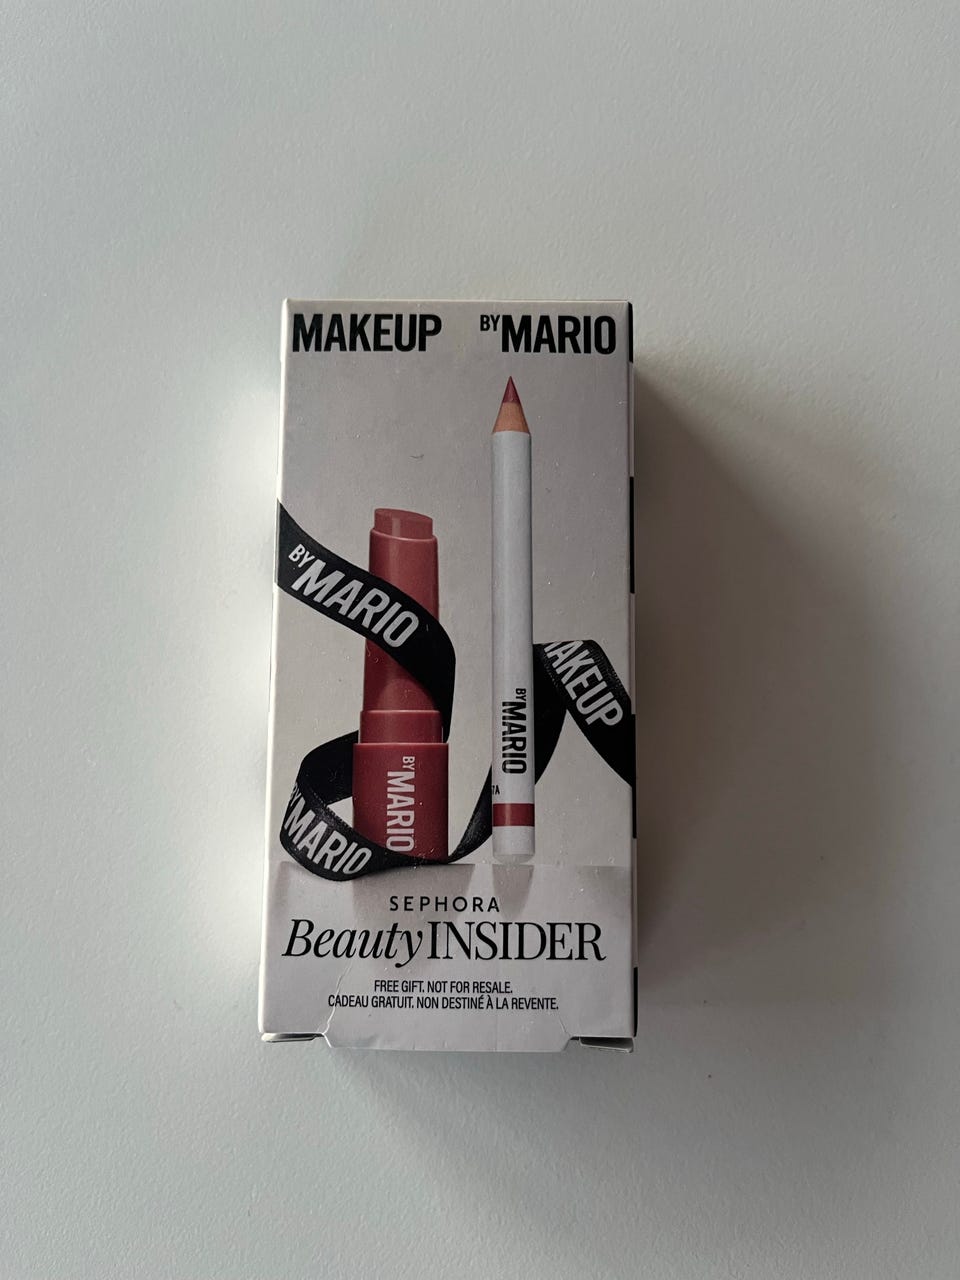 MAKEUP BY MARIO
BY MARIO
MAKEUP
BY MARIO
BY MARIO
MARIO
SEPHORA
Beauty INSIDER
FREE GIFT. NOT FOR RESALE.
CADEAU GRATUIT. NON DESTINÉ À LA REVENTE.